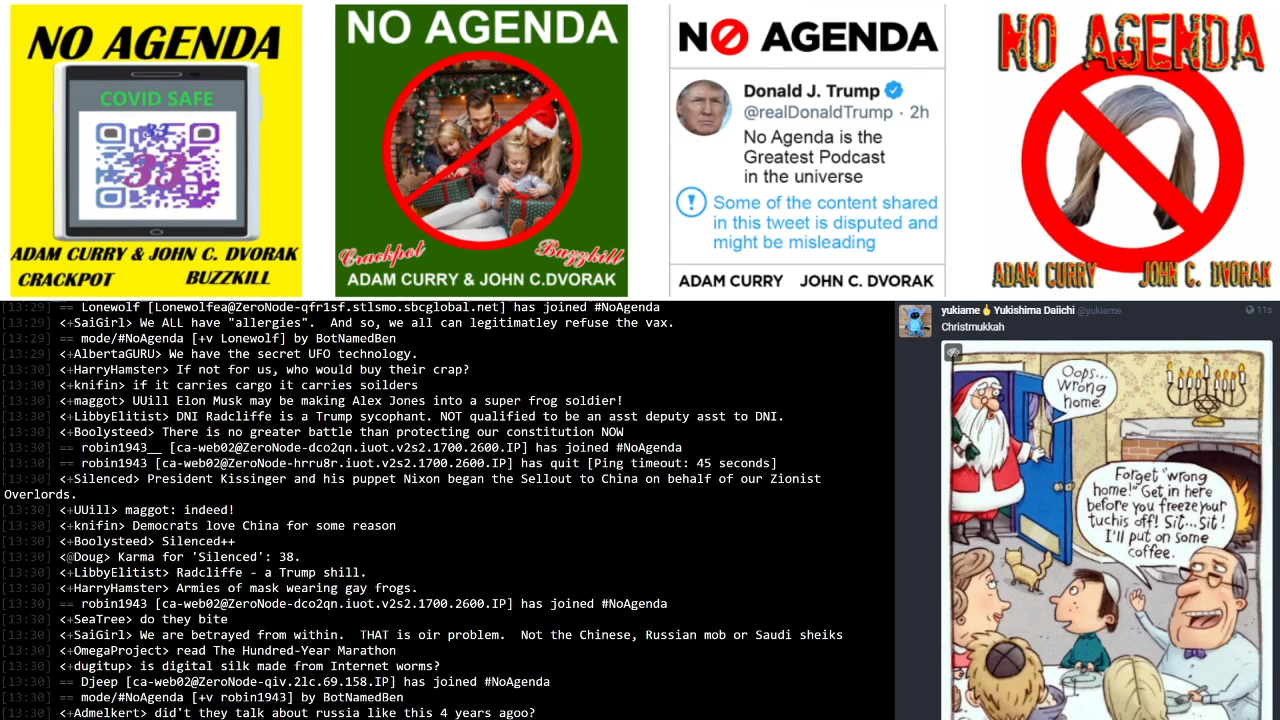 NO AGENDA
COVID SAFE
33
ADAM CURRY & JOHN C. DVORAK
CRACKPOT BUZZKILL
NO AGENDA
Crackpot Buzzkill
ADAM CURRY & JOHN C.DVORAK
NO AGENDA
Donald J. Trump
@realDonaldTrump · 2h
No Agenda is the
Greatest Podcast
in the universe
! Some of the content shared
in this tweet is disputed and
might be misleading
ADAM CURRY JOHN C. DVORAK
NO AGENDA
ADAM CURRY JOHN C. DVORAK
[13:29] == Lonewolf [Lonewolfea@ZeroNode-qfr1sf.stlsmo.sbcglobal.net] has joined #NoAgenda
[13:29] <+SaiGirl> We ALL have "allergies".  And so, we all can legitimatley refuse the vax.
[13:29] == mode/#NoAgenda [+v Lonewolf] by BotNamedBen
[13:29] <+AlbertaGURU> We have the secret UFO technology.
[13:29] <+HarryHamster> If not for us, who would buy their crap?
[13:29] <+knifin> if it carries cargo it carries soilders
[13:30] <+maggot> UUill Elon Musk may be making Alex Jones into a super frog soldier!
[13:30] <+LibbyElitist> DNI Radcliffe is a Trump sycophant. NOT qualified to be an asst deputy asst to DNI.
[13:30] <+Boolysteed> There is no greater battle than protecting our constitution NOW
[13:30] == robin1943__ [ca-web02@ZeroNode-dco2qn.iuot.v2s2.1700.2600.IP] has joined #NoAgenda
[13:30] == robin1943 [ca-web02@ZeroNode-hrru8r.iuot.v2s2.1700.2600.IP] has quit [Ping timeout: 45 seconds]
[13:30] <+Silenced> President Kissinger and his puppet Nixon began the Sellout to China on behalf of our Zionist
Overlords.
[13:30] <+UUill> maggot: indeed!
[13:30] <+knifin> Democrats love China for some reason
[13:30] <+Boolysteed> Silenced++
[13:30] <@Doug> Karma for 'Silenced': 38.
[13:30] <+LibbyElitist> Radcliffe - a Trump shill.
[13:30] <+HarryHamster> Armies of mask wearing gay frogs.
[13:30] == robin1943 [ca-web02@ZeroNode-dco2qn.iuot.v2s2.1700.2600.IP] has joined #NoAgenda
[13:30] <+SeaTree> do they bite
[13:30] <+SaiGirl> We are betrayed from within.  THAT is oir problem.  Not the Chinese, Russian mob or Saudi sheiks
[13:30] <+OmegaProject> read The Hundred-Year Marathon
[13:30] <+dugitup> is digital silk made from Internet worms?
[13:30] == Djeep [ca-web02@ZeroNode-qiv.2lc.69.158.IP] has joined #NoAgenda
[13:30] == mode/#NoAgenda [+v robin1943] by BotNamedBen
[13:30] <+Admelkert> did't they talk about russia like this 4 years agoo?
yukiame Yukishima Daiichi @yukiame 11s
Christmukkah
Oops...
wrong
home.
Forget "wrong
home!" Get in here
before you freeze your
tuchis off! Sit...Sit!
I'll put on some
coffee.